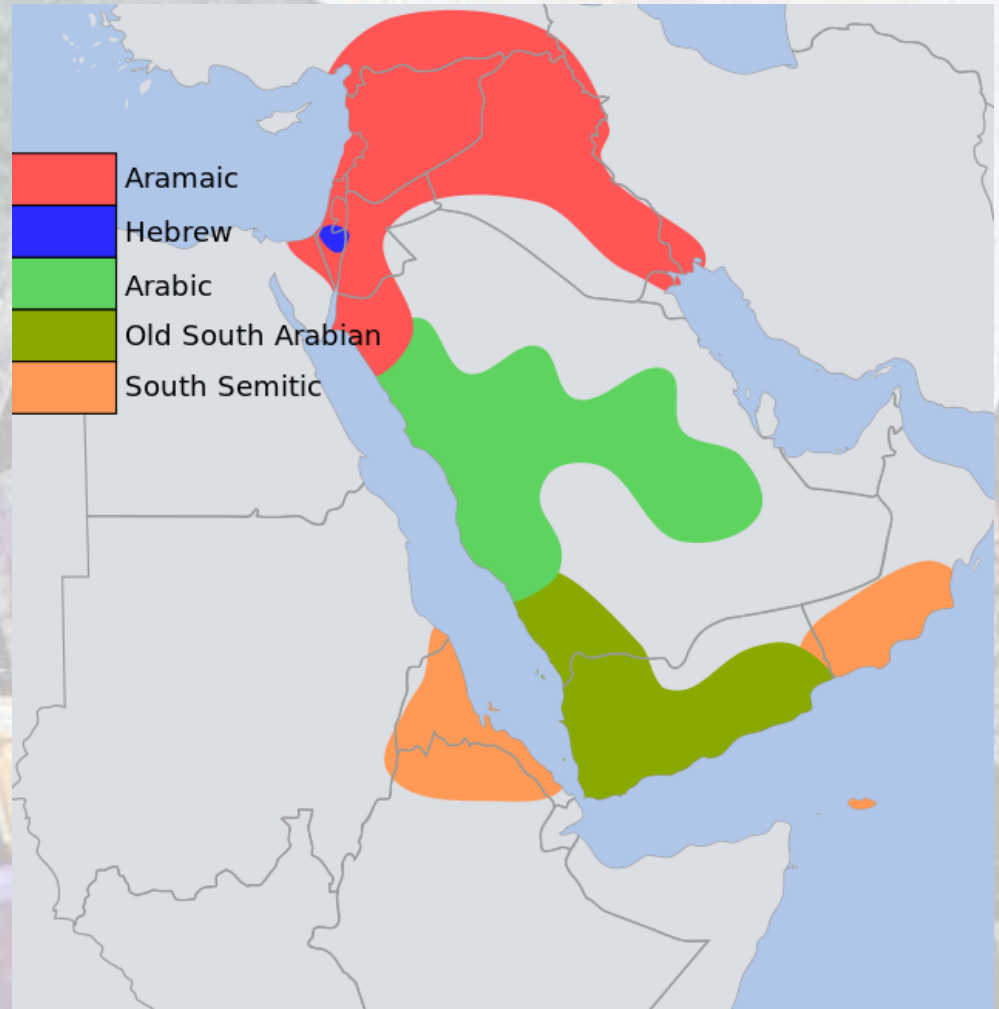 Aramaic
Hebrew
Arabic
Old South Arabian
South Semitic